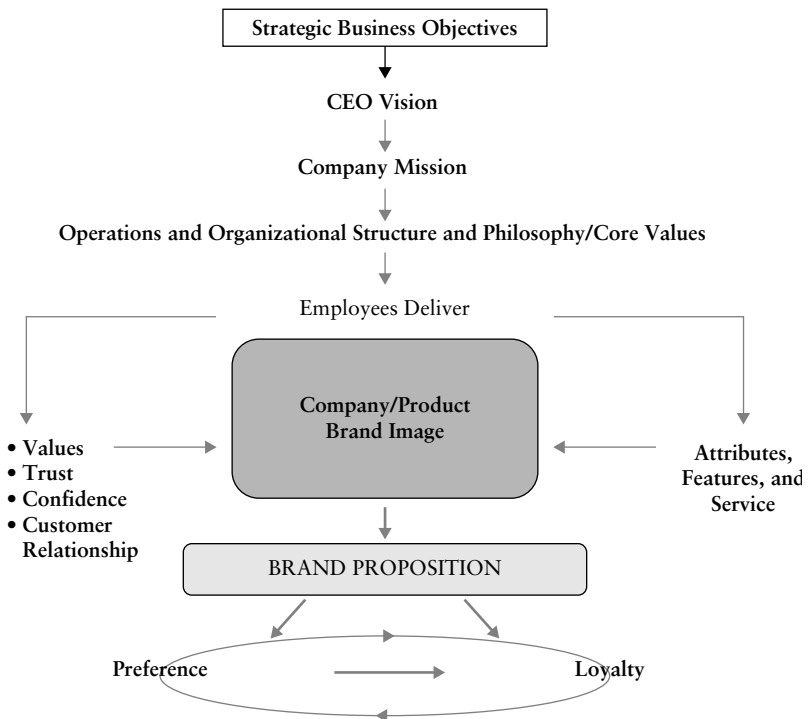 Strategic Business Objectives
CEO Vision
Company Mission
Operations and Organizational Structure and Philosophy/Core Values
Employees Deliver
Company/Product
Brand Image
• Values
• Trust
• Confidence
• Customer
Relationship
Attributes,
Features, and
Service
BRAND PROPOSITION
Preference
Loyalty